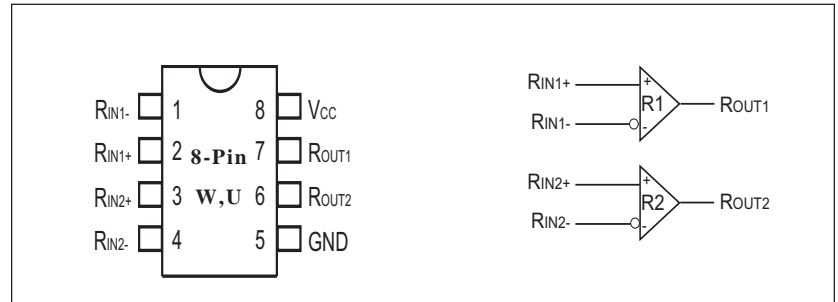 RIN1- 1 8 VCC
RIN1+ 2 8-Pin 7 ROUT1
RIN2+ 3 W,U 6 ROUT2
RIN2- 4 5 GND
RIN1+ + R1 ROUT1
RIN1- -
RIN2+ + R2 ROUT2
RIN2- -